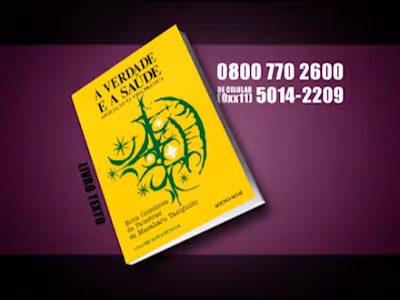 A VERDADE
E A SAÚDE
Nova Coletânea
de Palestras
de Masaharu Taniguchi
LIVRO TEXTO
0800 770 2600
DE CELULAR
(0xx11) 5014-2209